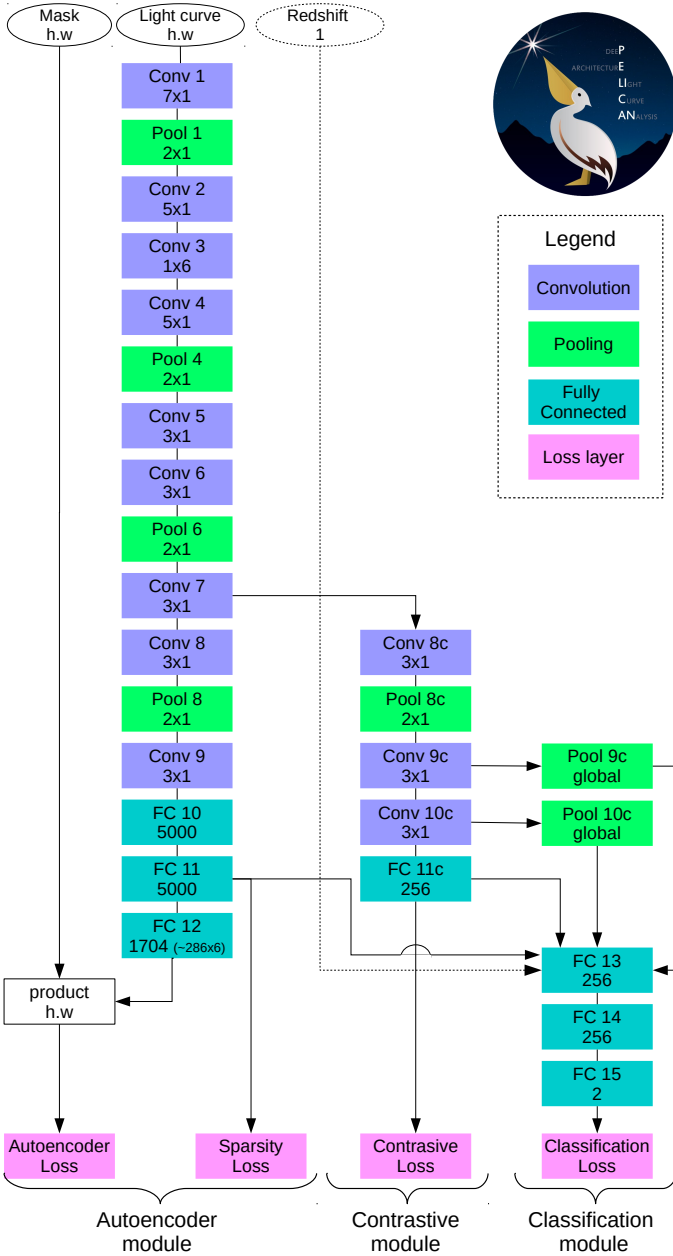 Mask
h.w
Light curve
h.w
Redshift
1
DEEP
ARCHITECTURE
LIGHT
CURVE
ANALYSIS
Conv 1
7x1
Pool 1
2x1
Conv 2
5x1
Conv 3
1x6
Conv 4
5x1
Pool 4
2x1
Conv 5
3x1
Conv 6
3x1
Pool 6
2x1
Conv 7
3x1
Conv 8
3x1
Pool 8
2x1
Conv 9
3x1
FC 10
5000
FC 11
5000
FC 12
1704 (~286x6)
product
h.w
Legend
Convolution
Pooling
Fully
Connected
Loss layer
Conv 8c
3x1
Pool 8c
2x1
Conv 9c
3x1
Conv 10c
3x1
FC 11c
256
Pool 9c
global
Pool 10c
global
FC 13
256
FC 14
256
FC 15
2
Autoencoder
Loss
Sparsity
Loss
Contrasive
Loss
Classification
Loss
Autoencoder
module
Contrastive
module
Classification
module